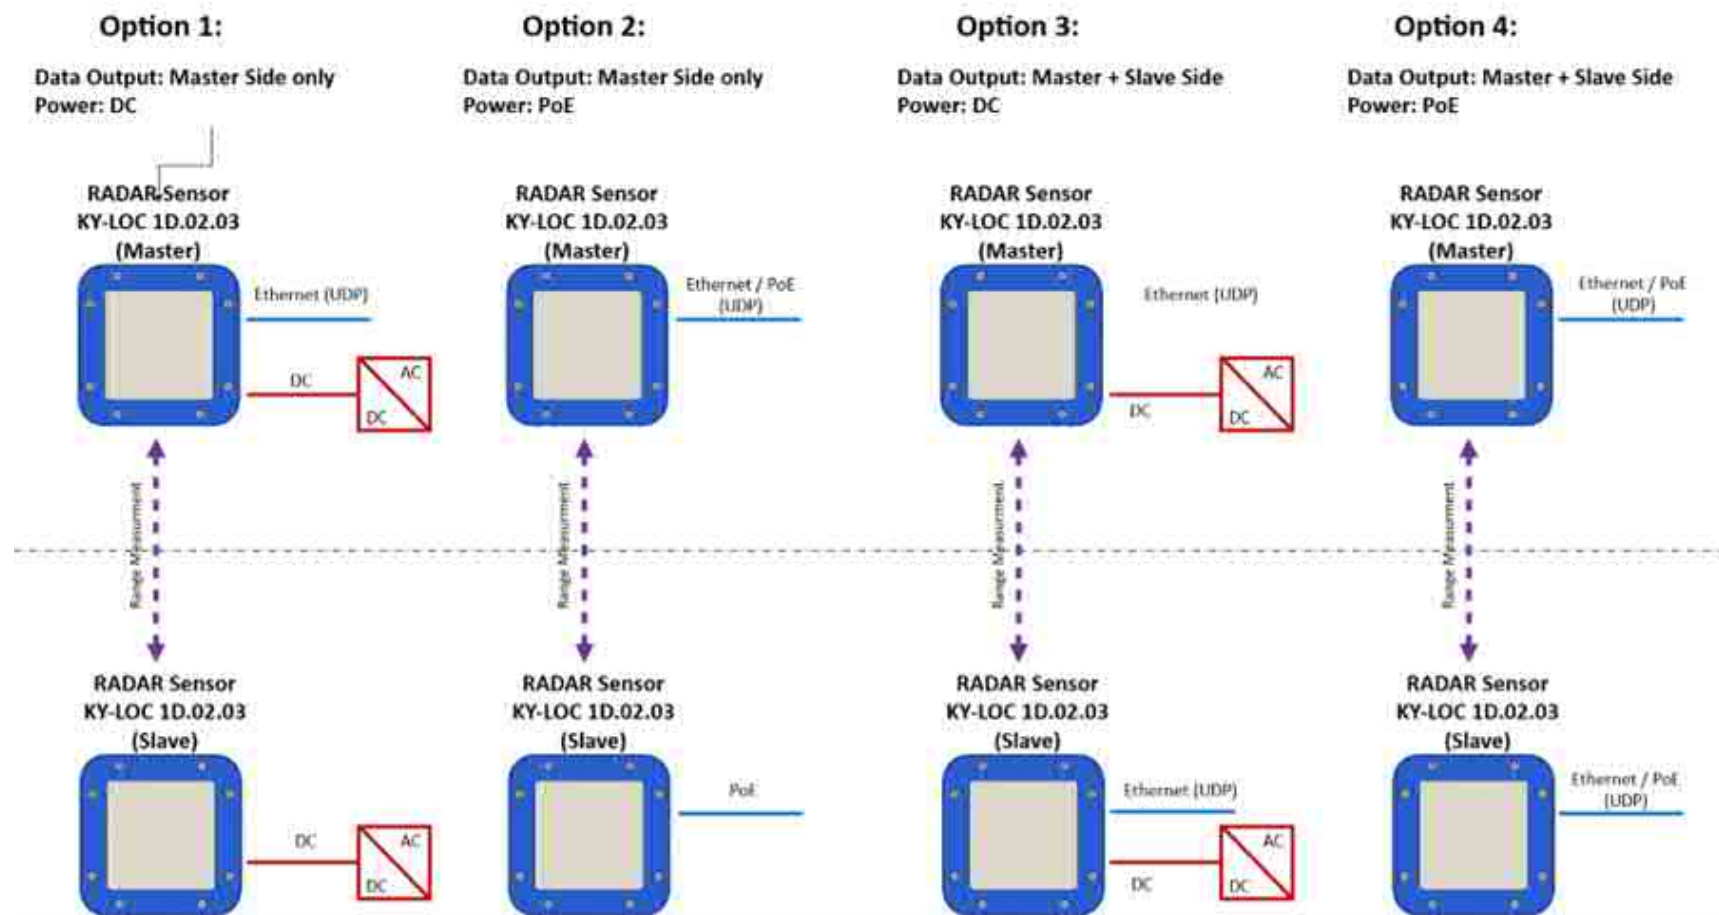 Option 1:
Data Output: Master Side only
Power: DC
RADAR Sensor
KY-LOC 1D.02.03
(Master)
Ethernet (UDP)
DC
AC
DC
Range Measurment
RADAR Sensor
KY-LOC 1D.02.03
(Slave)
DC
AC
DC
Option 2:
Data Output: Master Side only
Power: PoE
RADAR Sensor
KY-LOC 1D.02.03
(Master)
Ethernet / PoE
(UDP)
Range Measurment
RADAR Sensor
KY-LOC 1D.02.03
(Slave)
PoE
Option 3:
Data Output: Master + Slave Side
Power: DC
RADAR Sensor
KY-LOC 1D.02.03
(Master)
Ethernet (UDP)
DC
AC
DC
Range Measurment
RADAR Sensor
KY-LOC 1D.02.03
(Slave)
Ethernet (UDP)
DC
AC
DC
Option 4:
Data Output: Master + Slave Side
Power: PoE
RADAR Sensor
KY-LOC 1D.02.03
(Master)
Ethernet / PoE
(UDP)
Range Measurment
RADAR Sensor
KY-LOC 1D.02.03
(Slave)
Ethernet / PoE
(UDP)